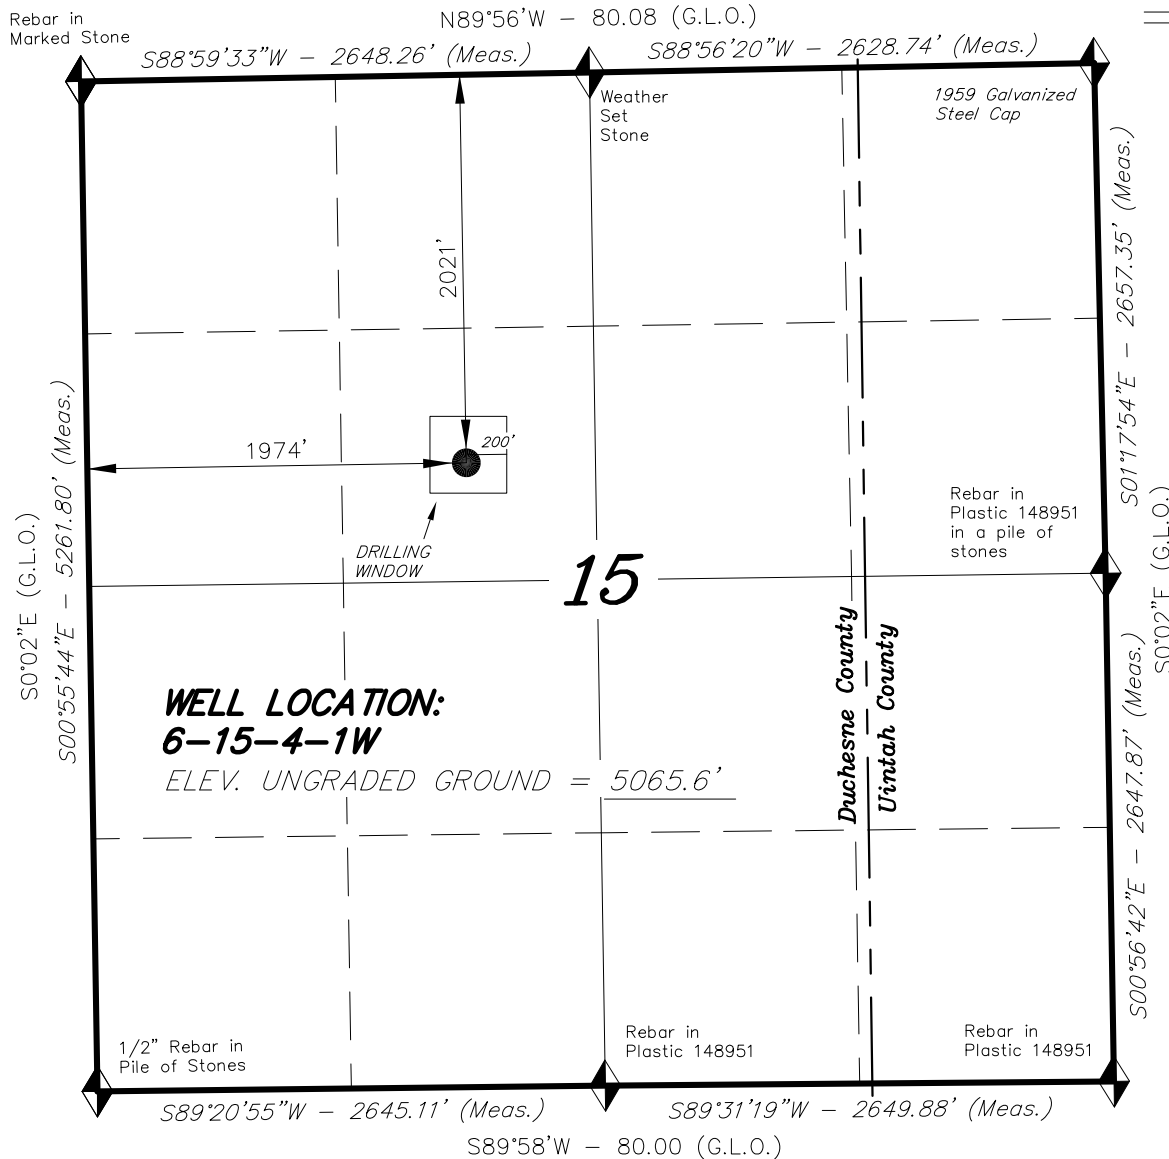 Rebar in
Marked Stone
N89°56'W – 80.08 (G.L.O.)
S88°59'33"W – 2648.26' (Meas.)
S88°56'20"W – 2628.74' (Meas.)
Weather
Set
Stone
1959 Galvanized
Steel Cap
2021'
S01°17'54"E – 2657.35' (Meas.)
1974'
200'
DRILLING
WINDOW
S0°02"E (G.L.O.)
S00°55'44"E – 5261.80' (Meas.)
Rebar in
Plastic 148951
in a pile of
stones
15
S0°02"E (G.L.O.)
Duchesne County
Uintah County
WELL LOCATION:
6–15–4–1W
ELEV. UNGRADED GROUND = 5065.6'
S00°56'42"E – 2647.87' (Meas.)
1/2" Rebar in
Pile of Stones
Rebar in
Plastic 148951
Rebar in
Plastic 148951
S89°20'55"W – 2645.11' (Meas.)
S89°31'19"W – 2649.88' (Meas.)
S89°58'W – 80.00 (G.L.O.)